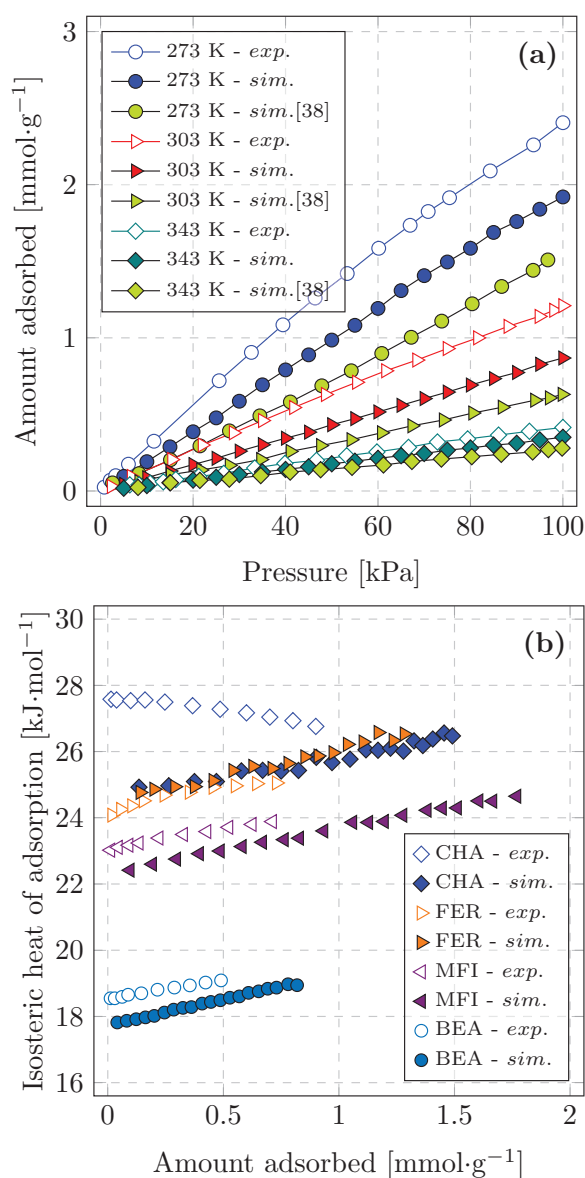 3
(a)
273 K - exp.
273 K - sim.
273 K - sim.[38]
303 K - exp.
303 K - sim.
303 K - sim.[38]
343 K - exp.
343 K - sim.
343 K - sim.[38]
2
1
0
Amount adsorbed [mmol·g⁻¹]
0 20 40 60 80 100
Pressure [kPa]
30
(b)
28
26
24
22
20
18
16
Isosteric heat of adsorption [kJ·mol⁻¹]
CHA - exp.
CHA - sim.
FER - exp.
FER - sim.
MFI - exp.
MFI - sim.
BEA - exp.
BEA - sim.
0 0.5 1 1.5 2
Amount adsorbed [mmol·g⁻¹]